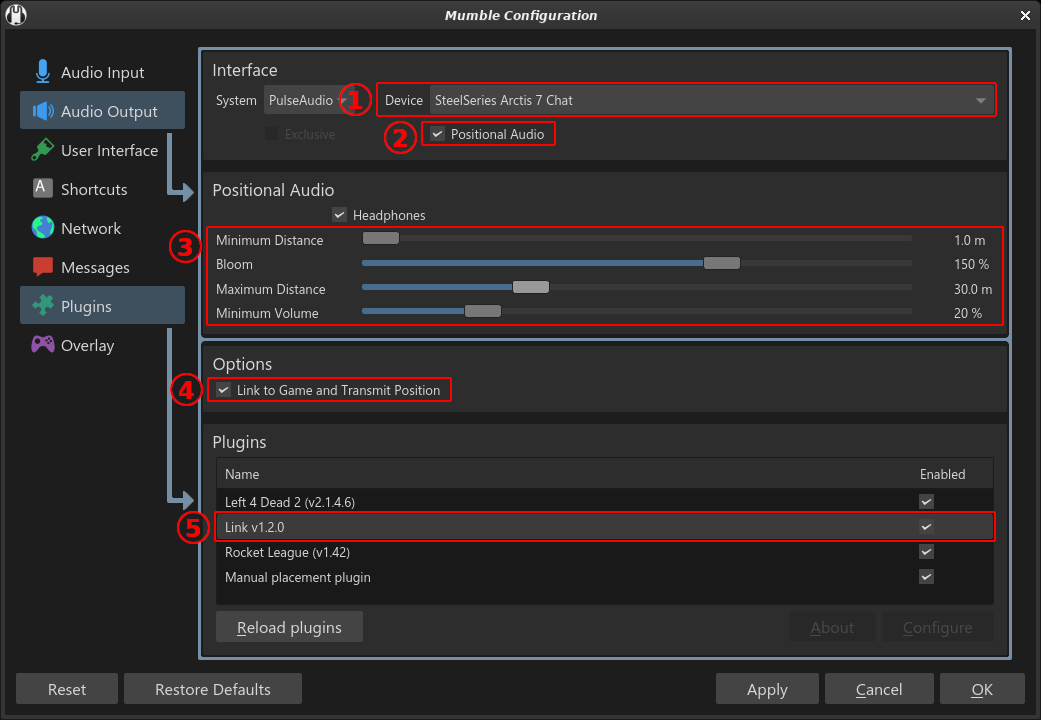 Mumble Configuration
Audio Input
Audio Output
User Interface
Shortcuts
Network
Messages
Plugins
Overlay
Interface
System PulseAudio ① Device SteelSeries Arctis 7 Chat
Exclusive ② Positional Audio
Positional Audio
Headphones
③ Minimum Distance 1.0 m
Bloom 150 %
Maximum Distance 30.0 m
Minimum Volume 20 %
Options
④ Link to Game and Transmit Position
Plugins
Name Enabled
Left 4 Dead 2 (v2.1.4.6)
⑤ Link v1.2.0
Rocket League (v1.42)
Manual placement plugin
Reload plugins About Configure
Reset Restore Defaults Apply Cancel OK